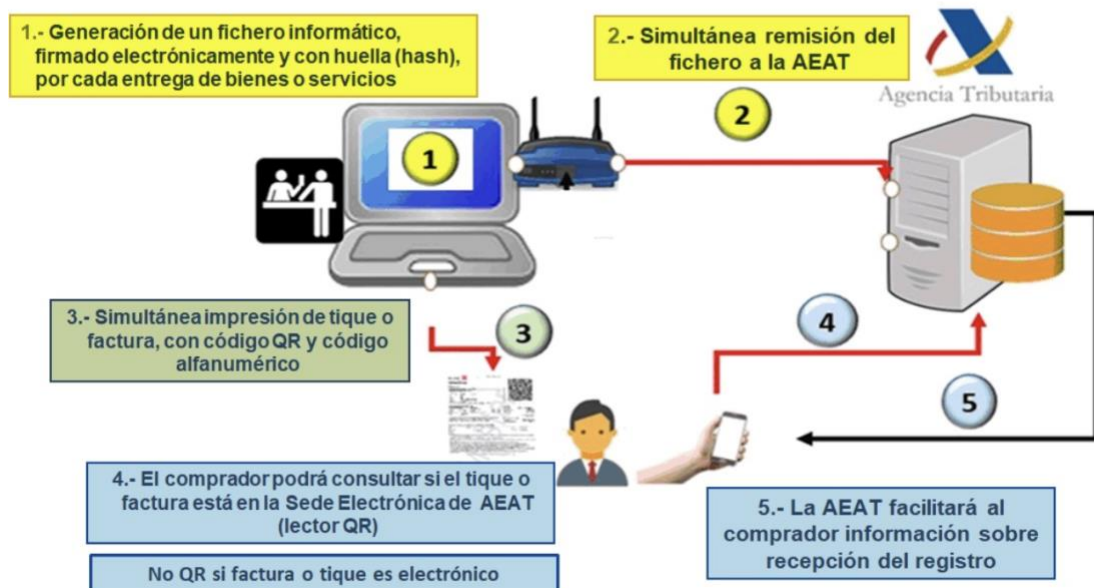 1.- Generación de un fichero informático,
firmado electrónicamente y con huella (hash),
por cada entrega de bienes o servicios
2.- Simultánea remisión del
fichero a la AEAT
Agencia Tributaria
1
2
3.- Simultánea impresión de tique o
factura, con código QR y código
alfanumérico
3
4
5
4.- El comprador podrá consultar si el tique o
factura está en la Sede Electrónica de AEAT
(lector QR)
5.- La AEAT facilitará al
comprador información sobre
recepción del registro
No QR si factura o tique es electrónico